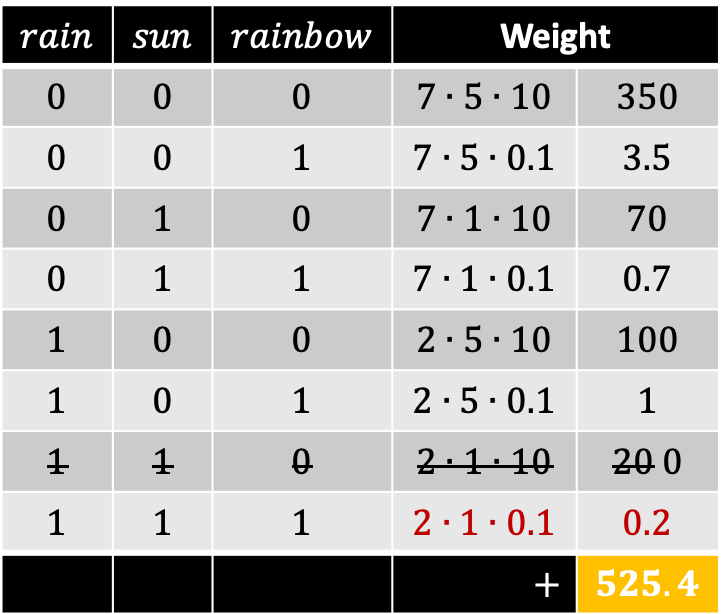 rain sun rainbow Weight
0 0 0 7 · 5 · 10 350
0 0 1 7 · 5 · 0.1 3.5
0 1 0 7 · 1 · 10 70
0 1 1 7 · 1 · 0.1 0.7
1 0 0 2 · 5 · 10 100
1 0 1 2 · 5 · 0.1 1
1 1 0 2 · 1 · 10 20 0
1 1 1 2 · 1 · 0.1 0.2
+ 525.4